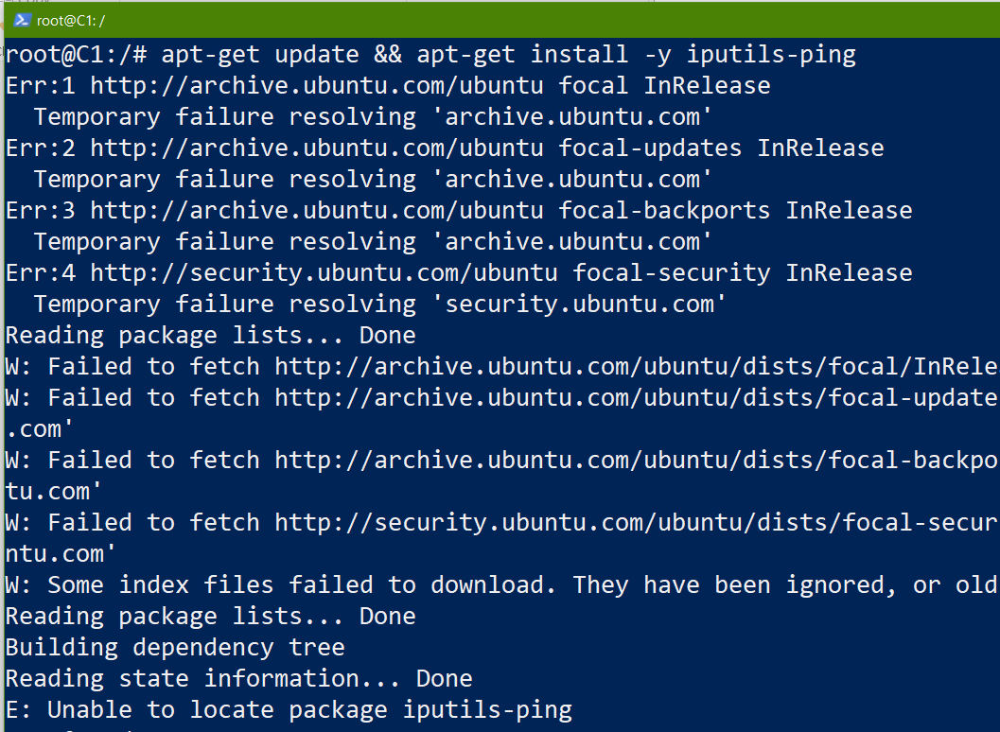 root@C1: /
root@C1:/# apt-get update && apt-get install -y iputils-ping
Err:1 http://archive.ubuntu.com/ubuntu focal InRelease
  Temporary failure resolving 'archive.ubuntu.com'
Err:2 http://archive.ubuntu.com/ubuntu focal-updates InRelease
  Temporary failure resolving 'archive.ubuntu.com'
Err:3 http://archive.ubuntu.com/ubuntu focal-backports InRelease
  Temporary failure resolving 'archive.ubuntu.com'
Err:4 http://security.ubuntu.com/ubuntu focal-security InRelease
  Temporary failure resolving 'security.ubuntu.com'
Reading package lists... Done
W: Failed to fetch http://archive.ubuntu.com/ubuntu/dists/focal/InRele
W: Failed to fetch http://archive.ubuntu.com/ubuntu/dists/focal-update
.com'
W: Failed to fetch http://archive.ubuntu.com/ubuntu/dists/focal-backpo
tu.com'
W: Failed to fetch http://security.ubuntu.com/ubuntu/dists/focal-secur
ntu.com'
W: Some index files failed to download. They have been ignored, or old
Reading package lists... Done
Building dependency tree
Reading state information... Done
E: Unable to locate package iputils-ping